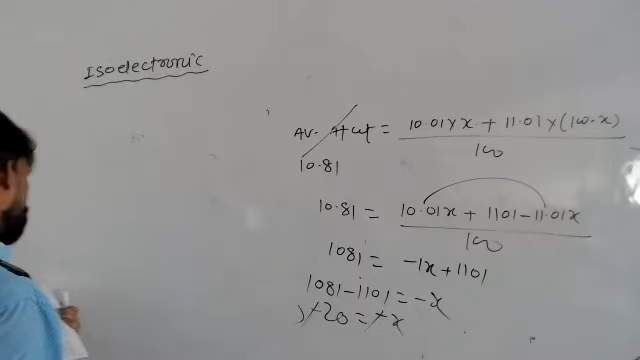 Isoelectronic
Av. At wt = 10.01 × x + 11.01 × (100-x)
100
10.81
10.81 = 10.01x + 1101 - 11.01x
100
1081 = -1x + 1101
1081 - 1101 = -x
-20 = -x